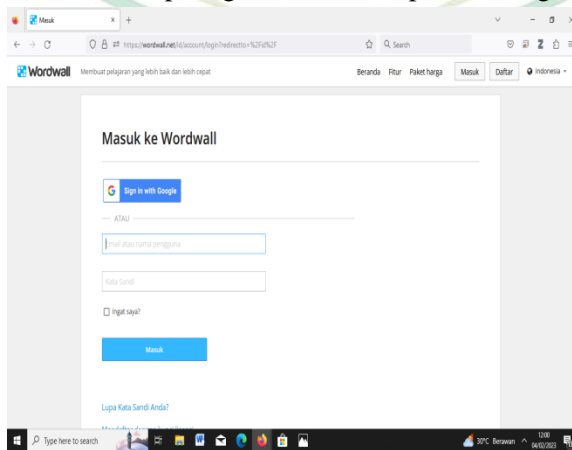 Masuk
https://wordwall.net/id/account/login?redirectto=%2Fid%2F
Search
Wordwall Membuat pelajaran yang lebih baik dan lebih cepat Beranda Fitur Paket harga Masuk Daftar Indonesia
Masuk ke Wordwall
Sign in with Google
ATAU
Email atau nama pengguna
Kata Sandi
Ingat saya?
Masuk
Lupa Kata Sandi Anda?
Type here to search
30°C Berawan
12:00
04/02/2023